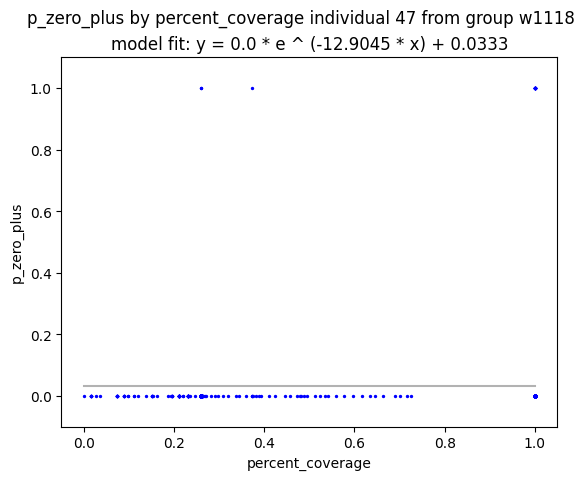 p_zero_plus by percent_coverage individual 47 from group w1118
model fit: y = 0.0 * e ^ (-12.9045 * x) + 0.0333
1.0
0.8
0.6
0.4
0.2
0.0
p_zero_plus
0.0 0.2 0.4 0.6 0.8 1.0
percent_coverage